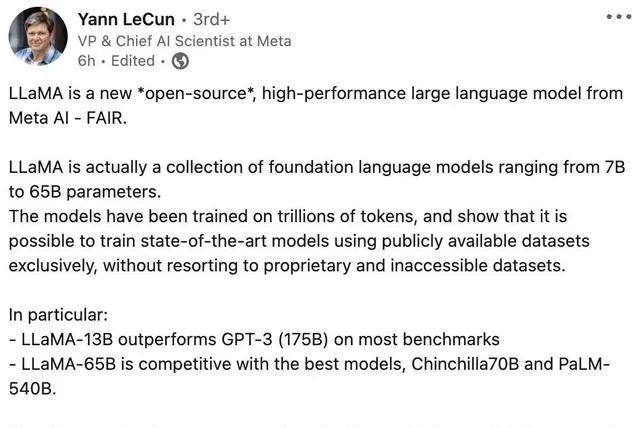 Yann LeCun • 3rd+
VP & Chief AI Scientist at Meta
6h • Edited •
LLaMA is a new *open-source*, high-performance large language model from
Meta AI - FAIR.
LLaMA is actually a collection of foundation language models ranging from 7B
to 65B parameters.
The models have been trained on trillions of tokens, and show that it is
possible to train state-of-the-art models using publicly available datasets
exclusively, without resorting to proprietary and inaccessible datasets.
In particular:
- LLaMA-13B outperforms GPT-3 (175B) on most benchmarks
- LLaMA-65B is competitive with the best models, Chinchilla70B and PaLM-
540B.